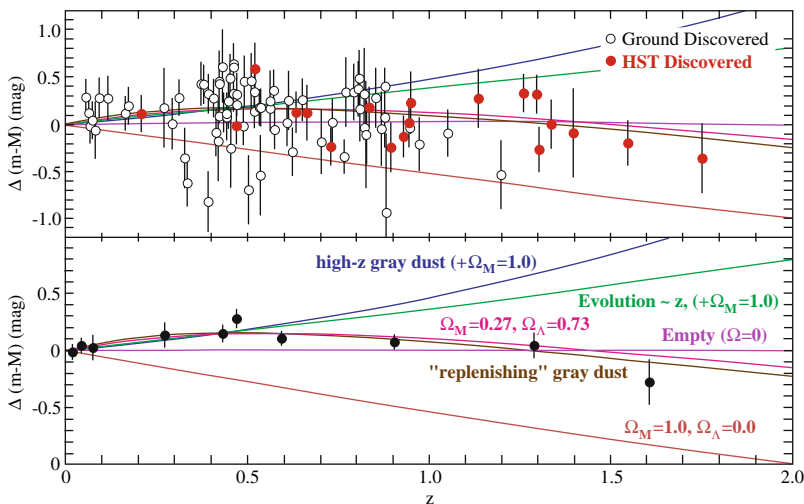 1.0
0.5
0
-0.5
-1.0
Δ (m-M) (mag)
Ground Discovered
HST Discovered
0.5
0
-0.5
0
Δ (m-M) (mag)
high-z gray dust (+Ω_M=1.0)
Evolution ~ z, (+Ω_M=1.0)
Ω_M=0.27, Ω_Λ=0.73
Empty (Ω=0)
"replenishing" gray dust
Ω_M=1.0, Ω_Λ=0.0
0 0.5 1.0 1.5 2.0
z